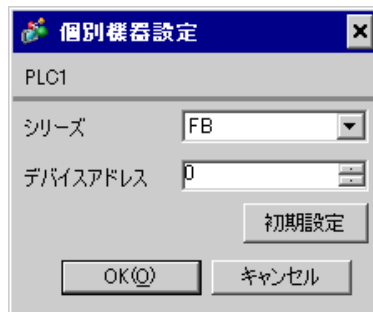 個別機器設定
PLC1
シリーズ FB
デバイスアドレス 0
初期設定
OK(O) キャンセル